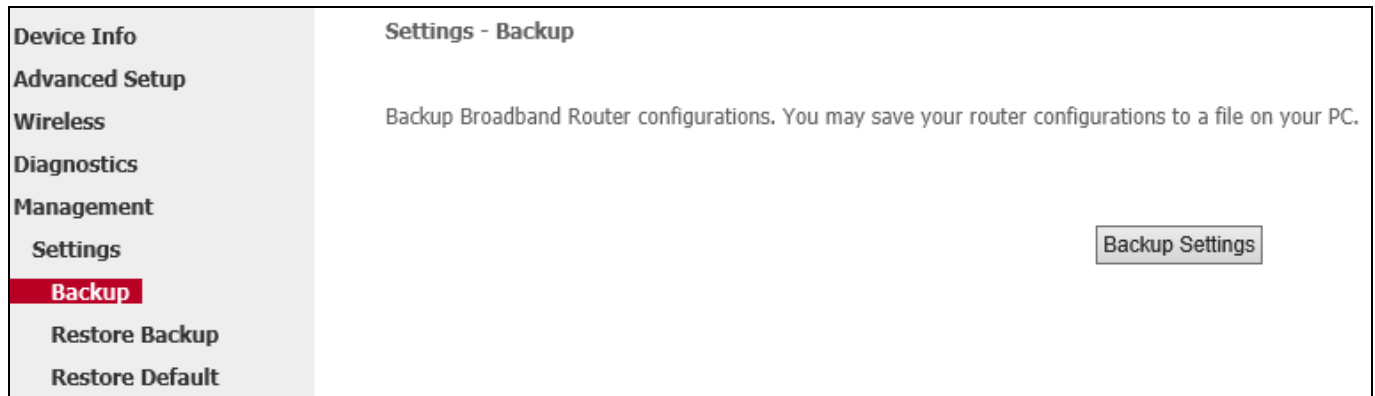 Device Info
Advanced Setup
Wireless
Diagnostics
Management
Settings
Backup
Restore Backup
Restore Default
Settings - Backup
Backup Broadband Router configurations. You may save your router configurations to a file on your PC.
Backup Settings